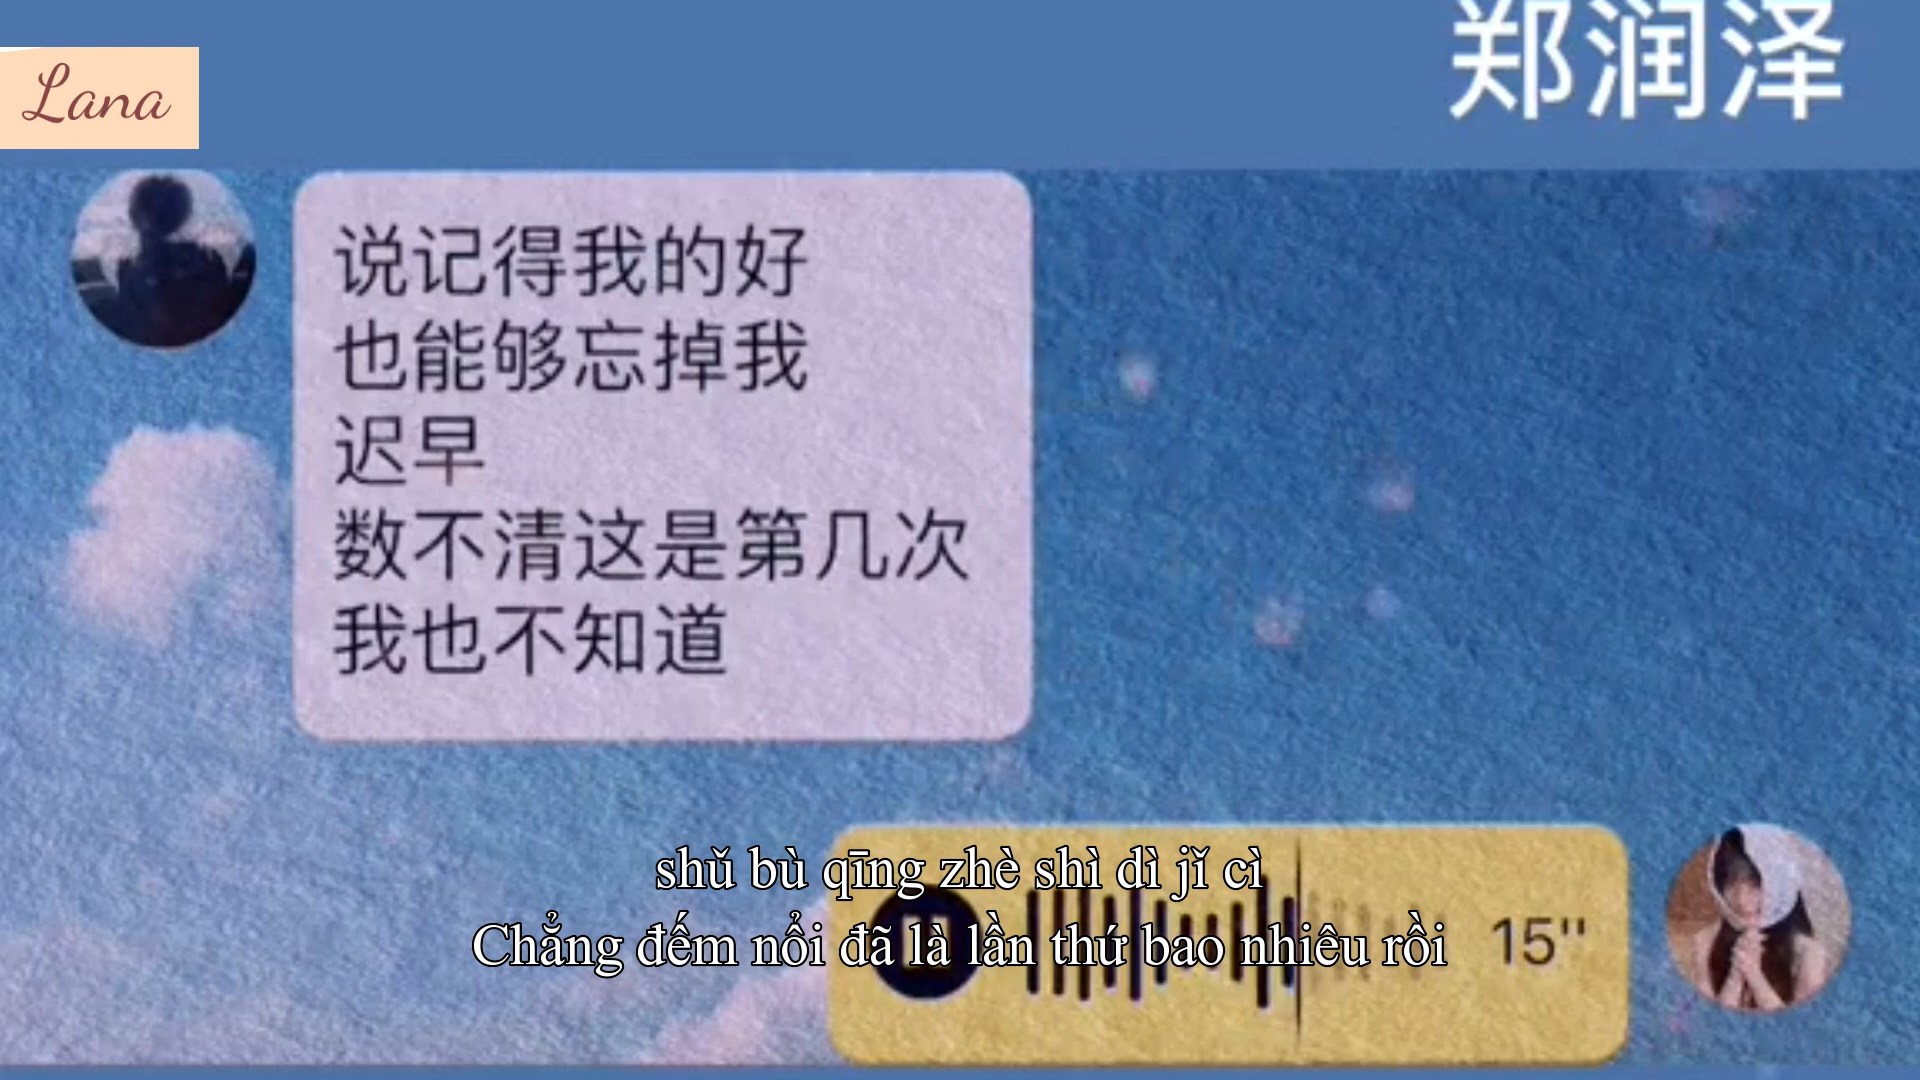 郑润泽
Lana
说记得我的好
也能够忘掉我
迟早
数不清这是第几次
我也不知道
shǔ bù qīng zhè shì dì jǐ cì
Chẳng đếm nổi đã là lần thứ bao nhiêu rồi
15''